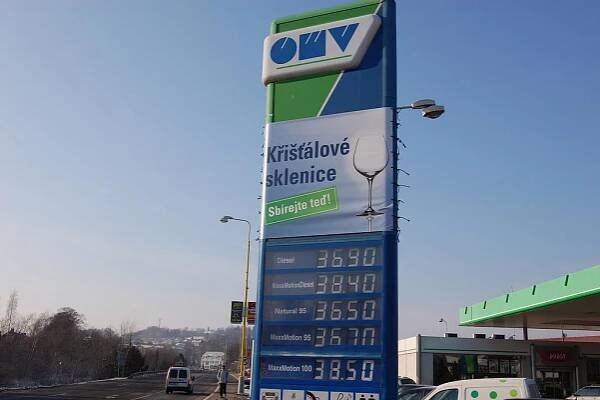 OMV
Křišťálové
sklenice
Sbírejte teď!
Diesel 36.90
MaxxMotion Diesel 38.40
Natural 95 36.50
MaxxMotion 95 36.70
MaxxMotion 100 38.50